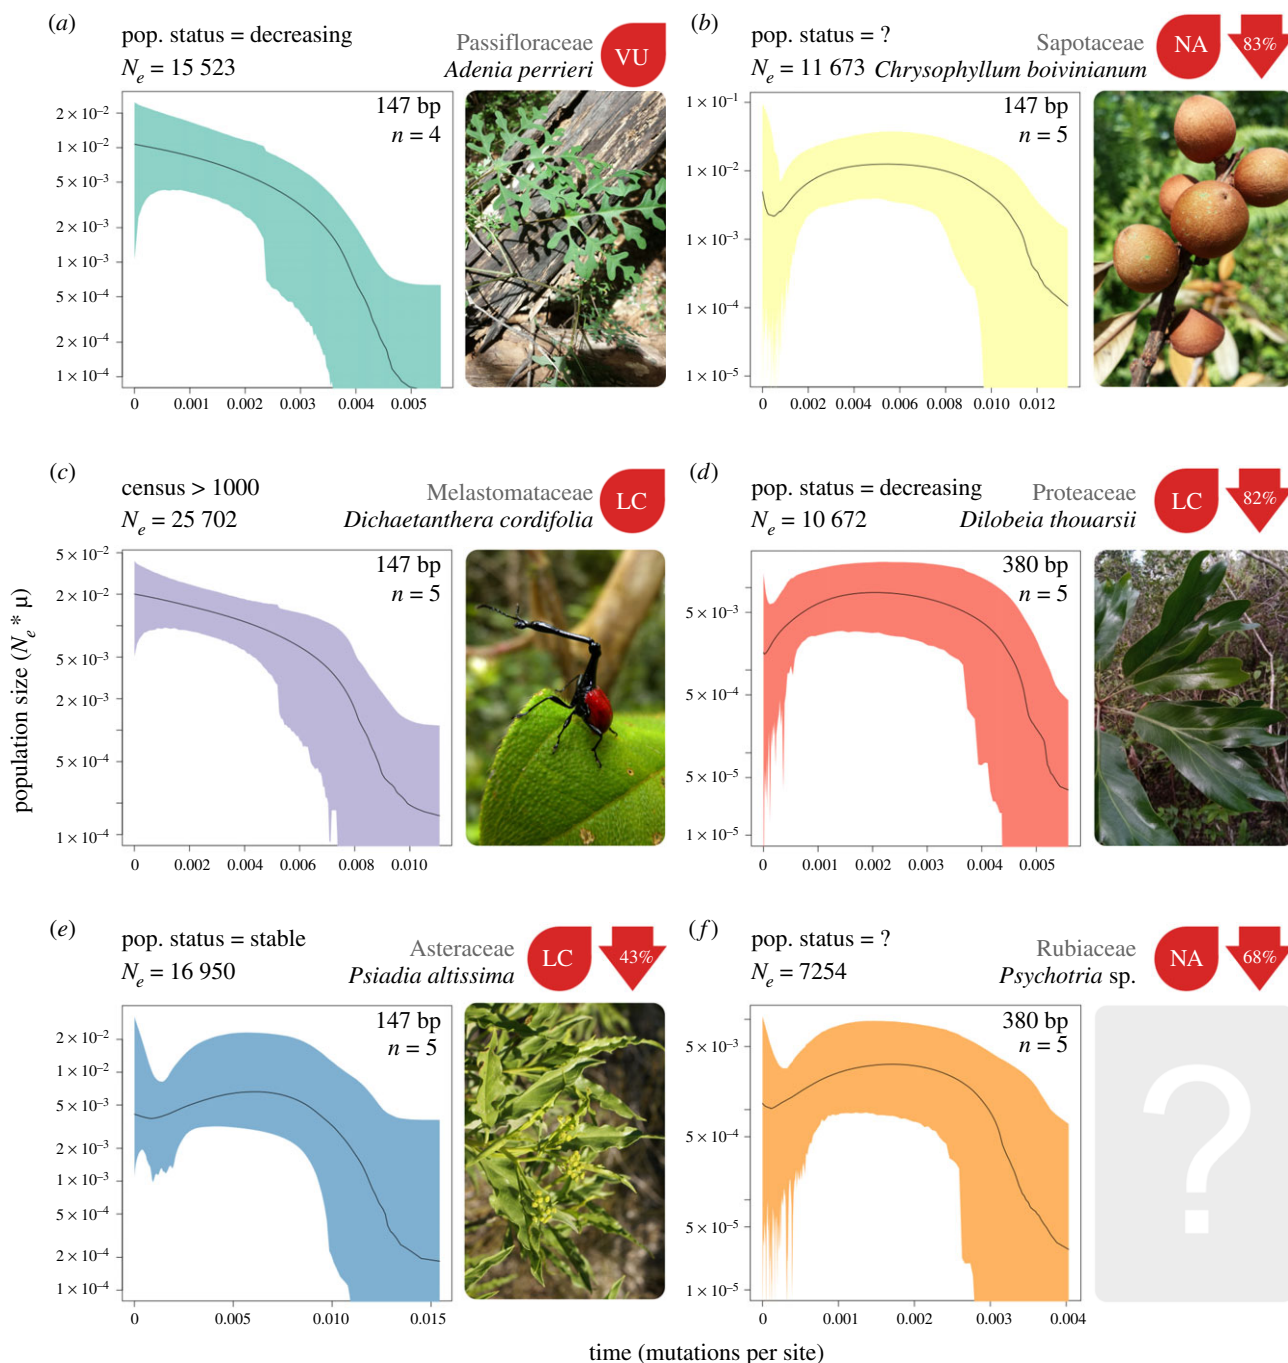 (a)
pop. status = decreasing
Nₑ = 15 523
Passifloraceae
Adenia perrieri
VU
147 bp
n = 4
2 × 10⁻²
1 × 10⁻²
5 × 10⁻³
2 × 10⁻³
1 × 10⁻³
5 × 10⁻⁴
2 × 10⁻⁴
1 × 10⁻⁴
0 0.001 0.002 0.003 0.004 0.005
(b)
pop. status = ?
Nₑ = 11 673
Sapotaceae
Chrysophyllum boivinianum
NA
83%
147 bp
n = 5
1 × 10⁻¹
1 × 10⁻²
1 × 10⁻³
1 × 10⁻⁴
1 × 10⁻⁵
0 0.002 0.004 0.006 0.008 0.010 0.012
(c)
census > 1000
Nₑ = 25 702
Melastomataceae
Dichaetanthera cordifolia
LC
147 bp
n = 5
5 × 10⁻²
2 × 10⁻²
5 × 10⁻³
2 × 10⁻³
5 × 10⁻⁴
1 × 10⁻⁴
0 0.002 0.004 0.006 0.008 0.010
(d)
pop. status = decreasing
Nₑ = 10 672
Proteaceae
Dilobeia thouarsii
LC
82%
380 bp
n = 5
5 × 10⁻³
5 × 10⁻⁴
5 × 10⁻⁵
1 × 10⁻⁵
0 0.001 0.002 0.003 0.004 0.005
population size (Nₑ * μ)
(e)
pop. status = stable
Nₑ = 16 950
Asteraceae
Psiadia altissima
LC
43%
147 bp
n = 5
2 × 10⁻²
1 × 10⁻²
5 × 10⁻³
2 × 10⁻³
1 × 10⁻³
5 × 10⁻⁴
2 × 10⁻⁴
1 × 10⁻⁴
0 0.005 0.010 0.015
(f)
pop. status = ?
Nₑ = 7254
Rubiaceae
Psychotria sp.
NA
68%
380 bp
n = 5
5 × 10⁻³
5 × 10⁻⁴
5 × 10⁻⁵
1 × 10⁻⁵
0 0.001 0.002 0.003 0.004
?
time (mutations per site)